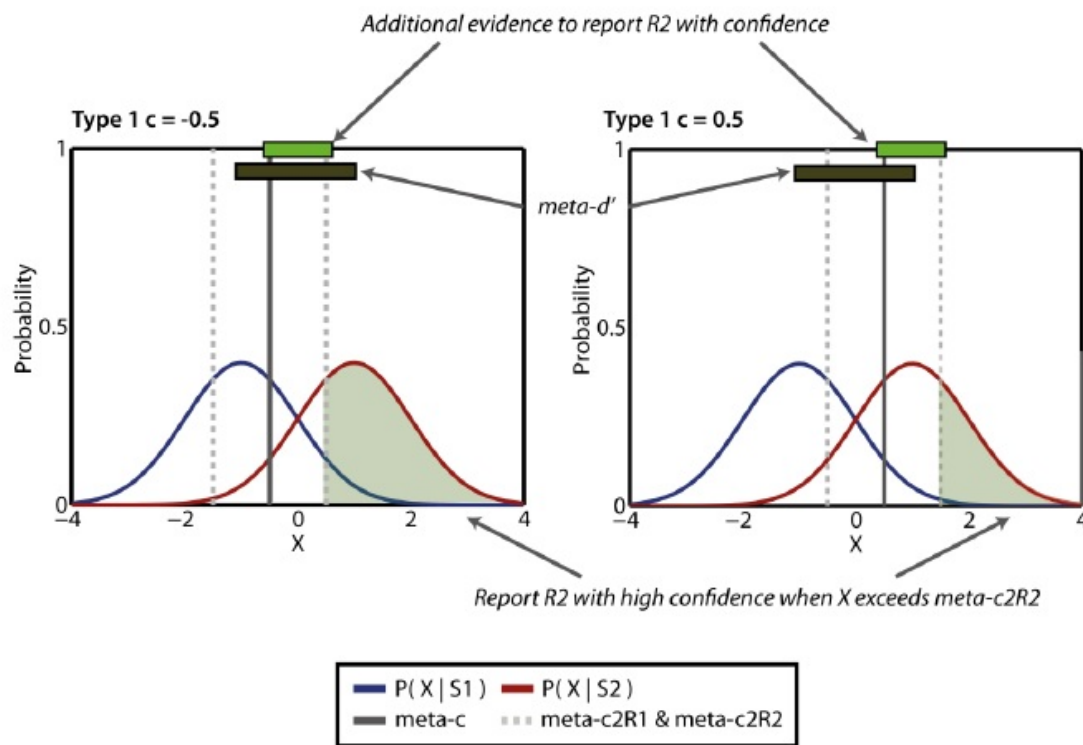 Additional evidence to report R2 with confidence
Type 1 c = -0.5
Type 1 c = 0.5
1
1
meta-d'
Probability
Probability
0.5
0.5
0
0
−4
−2
0
2
4
−4
−2
0
2
4
X
X
Report R2 with high confidence when X exceeds meta-c2R2
P( X | S1 )
P( X | S2 )
meta-c
meta-c2R1 & meta-c2R2